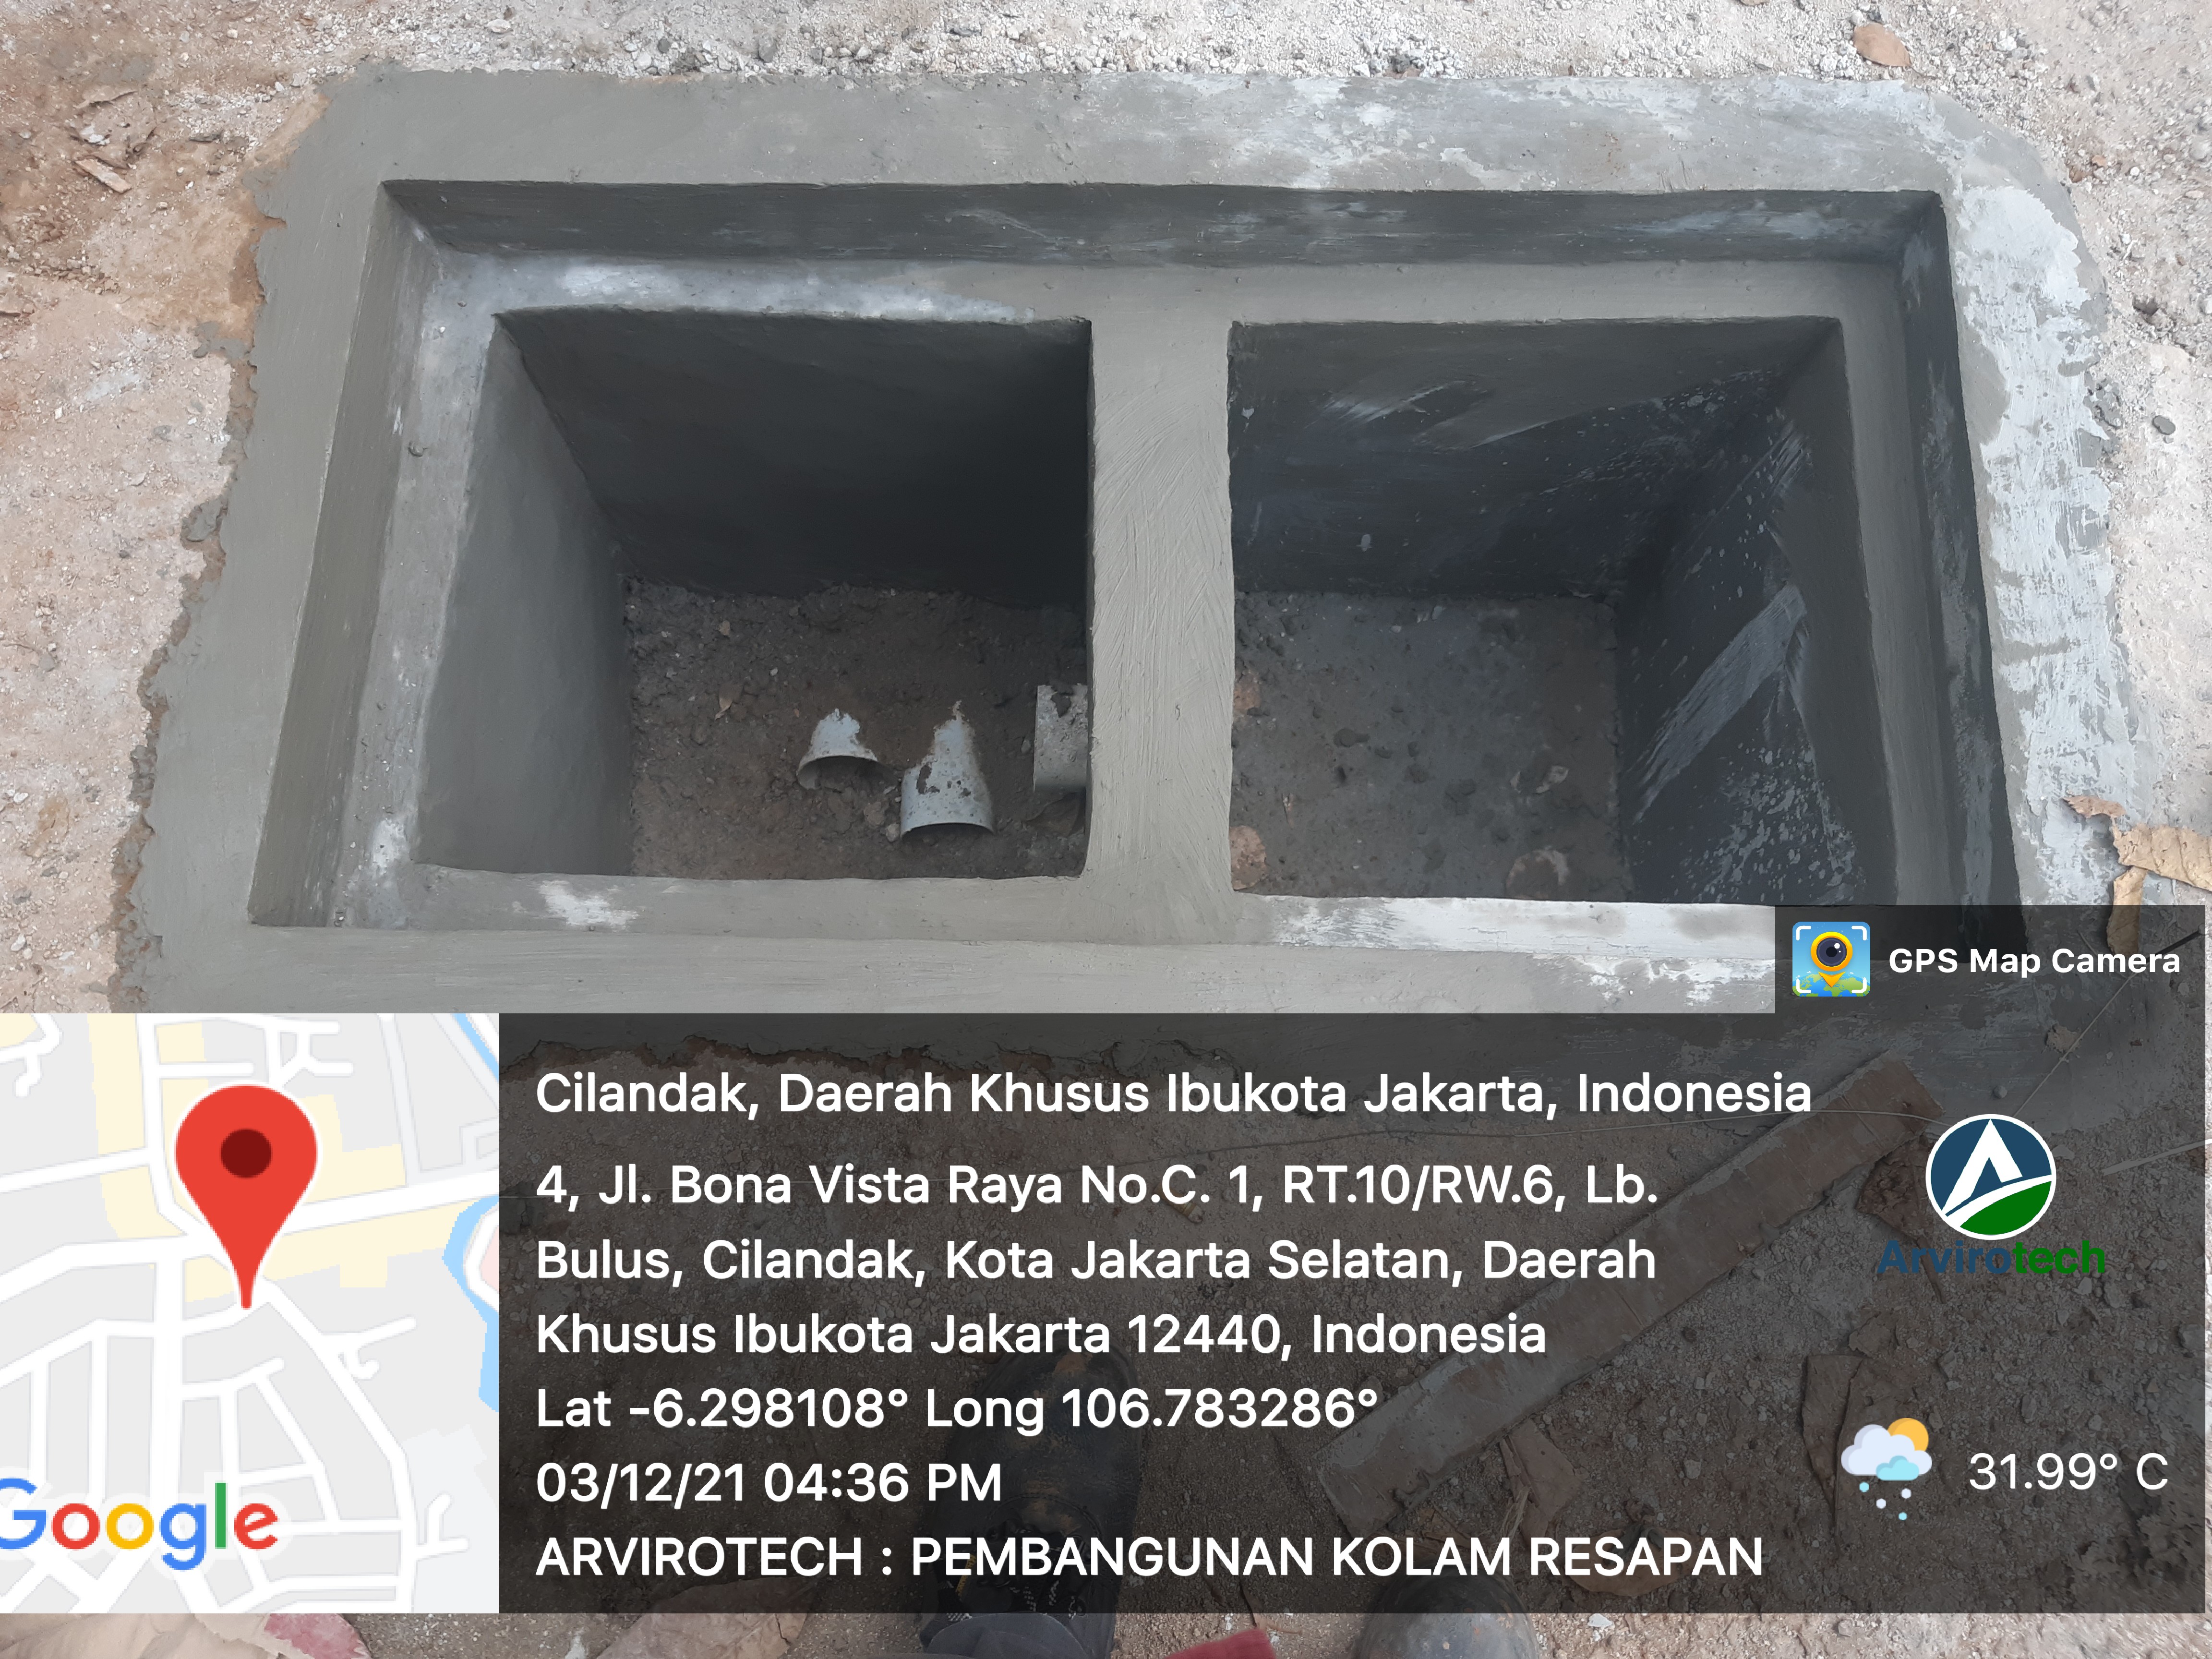 GPS Map Camera
Cilandak, Daerah Khusus Ibukota Jakarta, Indonesia
4, Jl. Bona Vista Raya No.C. 1, RT.10/RW.6, Lb.
Bulus, Cilandak, Kota Jakarta Selatan, Daerah
Khusus Ibukota Jakarta 12440, Indonesia
Lat -6.298108° Long 106.783286°
03/12/21 04:36 PM
ARVIROTECH : PEMBANGUNAN KOLAM RESAPAN
Arvirotech
31.99° C
Google